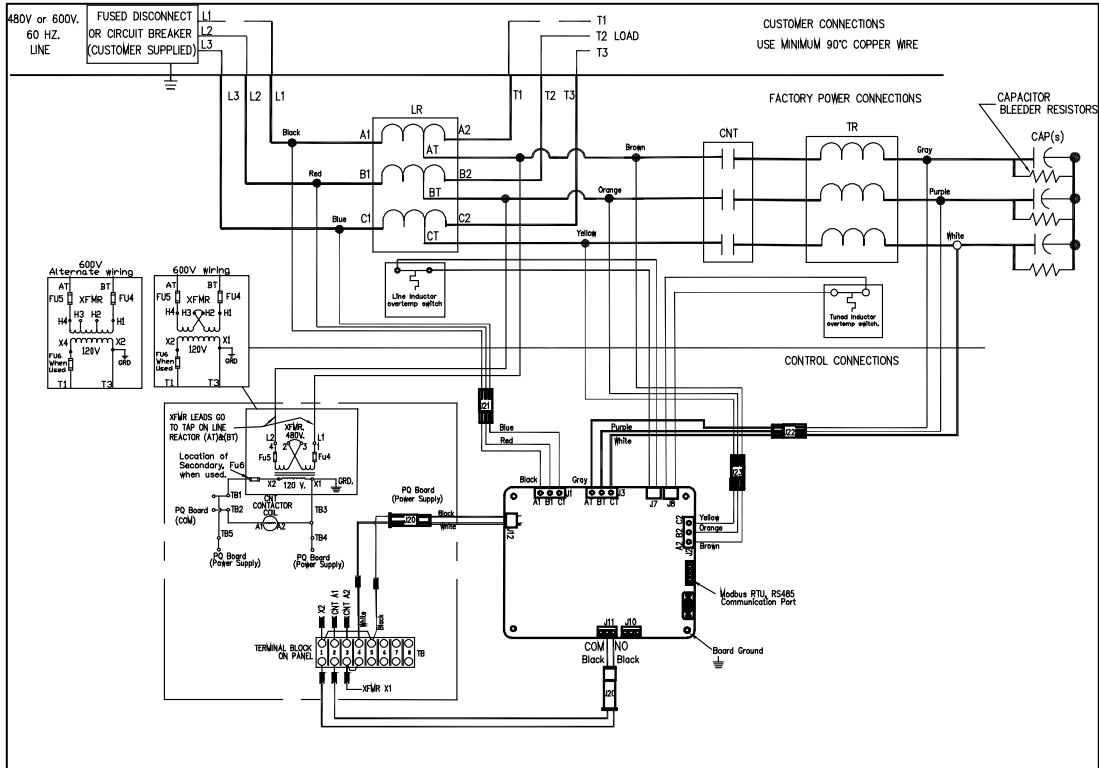 480V or 600V.
60 HZ.
LINE
FUSED DISCONNECT
OR CIRCUIT BREAKER
(CUSTOMER SUPPLIED)
L1
L2
L3
T1
T2 LOAD
T3
CUSTOMER CONNECTIONS
USE MINIMUM 90°C COPPER WIRE
L3 L2 L1
T1 T2 T3
FACTORY POWER CONNECTIONS
CAPACITOR
BLEEDER RESISTORS
LR
CNT
TR
CAP(s)
Black
A1
A2
AT
Brown
Gray
Red
B1
B2
BT
Orange
Purple
Blue
C1
C2
CT
Yellow
White
600V
Alternate wiring
AT BT
FU5 XFMR FU4
H4 H3 H2 H1
X4 120V X2
FU6
When
Used
GRD
T1 T3
600V wiring
AT BT
FU5 XFMR FU4
H4 H3 H2 H1
X2 120V X1
FU6
When
Used
GRD
T1 T3
Line inductor
overtemp switch
Tuned inductor
overtemp switch.
CONTROL CONNECTIONS
XFMR LEADS GO
TO TAP ON LINE
REACTOR (AT)&(BT)
XFMR.
480V.
L2 L1
4 2 3 1
Fu5 Fu4
Location of
Secondary,
when used.
Fu6
X2 120 V. X1
GRD.
TB1
PQ Board
(COM)
TB2
CNT
CONTACTOR
COIL
A1 A2
TB3
TB5
TB4
PQ Board
(Power Supply)
PQ Board
(Power Supply)
PQ Board
(Power Supply)
J20
Black
White
J12
J21
Blue
Red
Black
A1 B1 C1
J1
Gray
Purple
White
A1 B1 C1
J3
J7 J8
J22
J23
A2 B2 C2
J2
Yellow
Orange
Brown
Modbus RTU, RS485
Communication Port
Board Ground
J11 J10
COM NO
Black Black
J20
X2
CNT A1
CNT A2
White
Black
TERMINAL BLOCK
ON PANEL
1 2 3 4 5 6 7 8
TB
XFMR X1